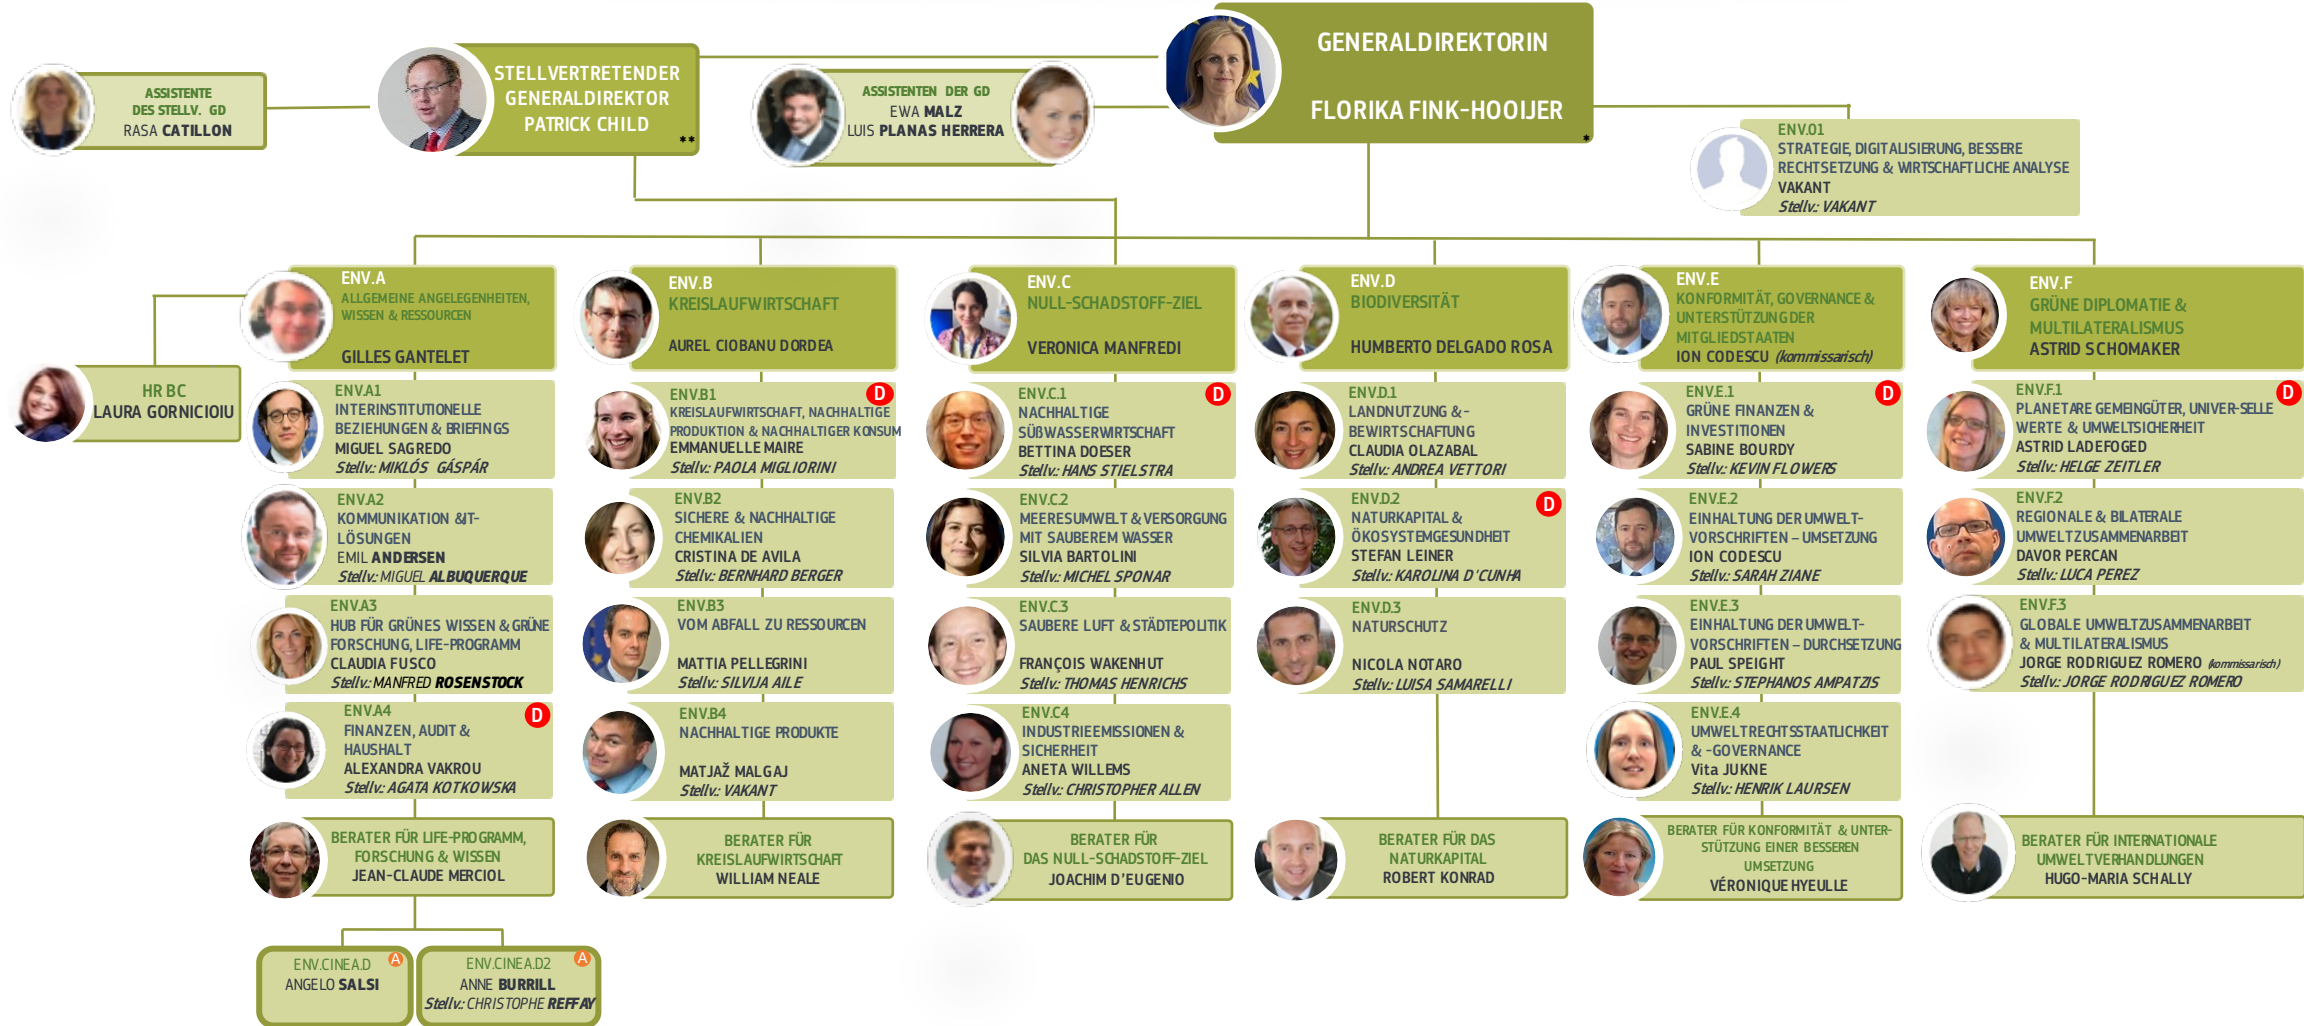 GENERALDIREKTORIN
FLORIKA FINK-HOOIJER
*
STELLVERTRETENDER
GENERALDIREKTOR
PATRICK CHILD
**
ASSISTENTE
DES STELLV. GD
RASA CATILLON
ASSISTENTEN DER GD
EWA MALZ
LUIS PLANAS HERRERA
ENV.01
STRATEGIE, DIGITALISIERUNG, BESSERE
RECHTSETZUNG & WIRTSCHAFTLICHE ANALYSE
VAKANT
Stellv.: VAKANT
ENV.A
ALLGEMEINE ANGELEGENHEITEN,
WISSEN & RESSOURCEN
GILLES GANTELET
HR BC
LAURA GORNICIOIU
ENV.A1
INTERINSTITUTIONELLE
BEZIEHUNGEN & BRIEFINGS
MIGUEL SAGREDO
Stellv.: MIKLÓS GÁSPÁR
ENV.A2
KOMMUNIKATION &IT-
LÖSUNGEN
EMIL ANDERSEN
Stellv.: MIGUEL ALBUQUERQUE
ENV.A3
HUB FÜR GRÜNES WISSEN & GRÜNE
FORSCHUNG, LIFE-PROGRAMM
CLAUDIA FUSCO
Stellv.: MANFRED ROSENSTOCK
ENV.A4
D
FINANZEN, AUDIT &
HAUSHALT
ALEXANDRA VAKROU
Stellv.: AGATA KOTKOWSKA
BERATER FÜR LIFE-PROGRAMM,
FORSCHUNG & WISSEN
JEAN-CLAUDE MERCIOL
ENV.CINEA.D
A
ANGELO SALSI
ENV.CINEA.D2
A
ANNE BURRILL
Stellv.: CHRISTOPHE REFFAY
ENV.B
KREISLAUFWIRTSCHAFT
AUREL CIOBANU DORDEA
ENV.B1
D
KREISLAUFWIRTSCHAFT, NACHHALTIGE
PRODUKTION & NACHHALTIGER KONSUM
EMMANUELLE MAIRE
Stellv.: PAOLA MIGLIORINI
ENV.B2
SICHERE & NACHHALTIGE
CHEMIKALIEN
CRISTINA DE AVILA
Stellv.: BERNHARD BERGER
ENV.B3
VOM ABFALL ZU RESSOURCEN
MATTIA PELLEGRINI
Stellv.: SILVIJA AILE
ENV.B4
NACHHALTIGE PRODUKTE
MATJAŽ MALGAJ
Stellv.: VAKANT
BERATER FÜR
KREISLAUFWIRTSCHAFT
WILLIAM NEALE
ENV.C
NULL-SCHADSTOFF-ZIEL
VERONICA MANFREDI
ENV.C.1
D
NACHHALTIGE
SÜßWASSERWIRTSCHAFT
BETTINA DOESER
Stellv.: HANS STIELSTRA
ENV.C.2
MEERESUMWELT & VERSORGUNG
MIT SAUBEREM WASSER
SILVIA BARTOLINI
Stellv.: MICHEL SPONAR
ENV.C.3
SAUBERE LUFT & STÄDTEPOLITIK
FRANÇOIS WAKENHUT
Stellv.: THOMAS HENRICHS
ENV.C4
INDUSTRIEEMISSIONEN &
SICHERHEIT
ANETA WILLEMS
Stellv.: CHRISTOPHER ALLEN
BERATER FÜR
DAS NULL-SCHADSTOFF-ZIEL
JOACHIM D'EUGENIO
ENV.D
BIODIVERSITÄT
HUMBERTO DELGADO ROSA
ENV.D.1
LANDNUTZUNG &-
BEWIRTSCHAFTUNG
CLAUDIA OLAZABAL
Stellv.: ANDREA VETTORI
ENV.D.2
D
NATURKAPITAL &
ÖKOSYSTEMGESUNDHEIT
STEFAN LEINER
Stellv.: KAROLINA D'CUNHA
ENV.D.3
NATURSCHUTZ
NICOLA NOTARO
Stellv.: LUISA SAMARELLI
BERATER FÜR DAS
NATURKAPITAL
ROBERT KONRAD
ENV.E
KONFORMITÄT, GOVERNANCE &
UNTERSTÜTZUNG DER
MITGLIEDSTAATEN
ION CODESCU (kommissarisch)
ENV.E.1
D
GRÜNE FINANZEN &
INVESTITIONEN
SABINE BOURDY
Stellv.: KEVIN FLOWERS
ENV.E.2
EINHALTUNG DER UMWELT-
VORSCHRIFTEN – UMSETZUNG
ION CODESCU
Stellv.: SARAH ZIANE
ENV.E.3
EINHALTUNG DER UMWELT-
VORSCHRIFTEN – DURCHSETZUNG
PAUL SPEIGHT
Stellv.: STEPHANOS AMPATZIS
ENV.E.4
UMWELTRECHTSSTAATLICHKEIT
& -GOVERNANCE
Vita JUKNE
Stellv.: HENRIK LAURSEN
BERATER FÜR KONFORMITÄT & UNTER-
STÜTZUNG EINER BESSEREN
UMSETZUNG
VÉRONIQUE HYEULLE
ENV.F
GRÜNE DIPLOMATIE &
MULTILATERALISMUS
ASTRID SCHOMAKER
ENV.F.1
D
PLANETARE GEMEINGÜTER, UNIVER-SELLE
WERTE & UMWELTSICHERHEIT
ASTRID LADEFOGED
Stellv.: HELGE ZEITLER
ENV.F.2
REGIONALE & BILATERALE
UMWELTZUSAMMENARBEIT
DAVOR PERCAN
Stellv.: LUCA PEREZ
ENV.F.3
GLOBALE UMWELTZUSAMMENARBEIT
& MULTILATERALISMUS
JORGE RODRIGUEZ ROMERO (kommissarisch)
Stellv.: JORGE RODRIGUEZ ROMERO
BERATER FÜR INTERNATIONALE
UMWELTVERHANDLUNGEN
HUGO-MARIA SCHALLY